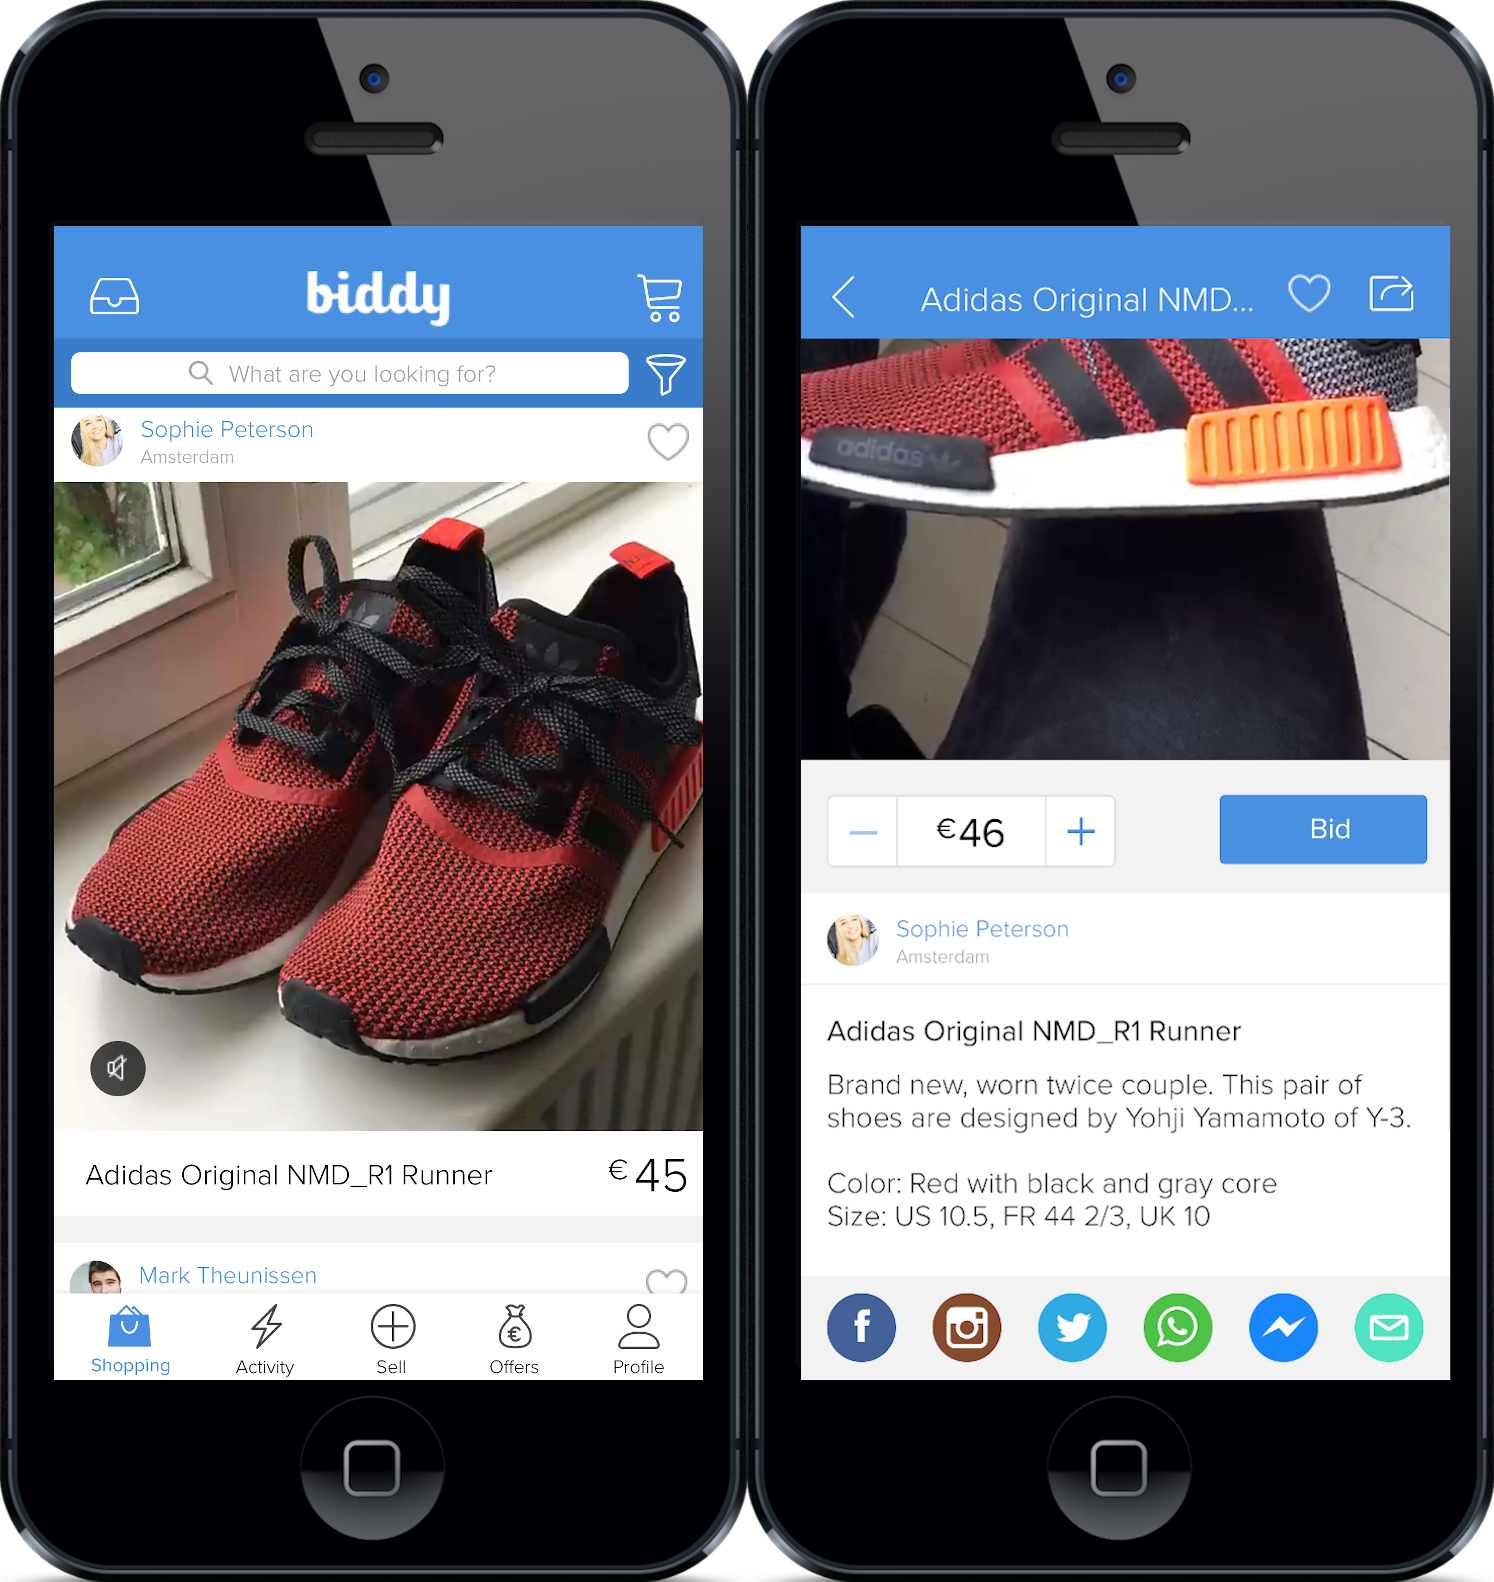 biddy
What are you looking for?
Sophie Peterson
Amsterdam
Adidas Original NMD_R1 Runner
€ 45
Mark Theunissen
Shopping
Activity
Sell
Offers
Profile
Adidas Original NMD...
adidas
€46
Bid
Sophie Peterson
Amsterdam
Adidas Original NMD_R1 Runner
Brand new, worn twice couple. This pair of
shoes are designed by Yohji Yamamoto of Y-3.
Color: Red with black and gray core
Size: US 10.5, FR 44 2/3, UK 10